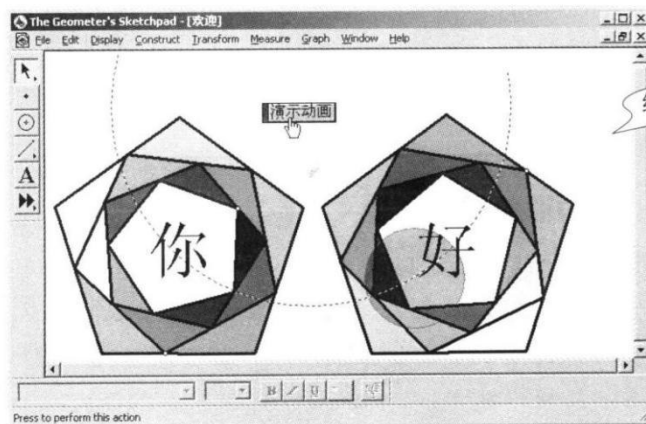 The Geometer's Sketchpad - [欢迎]
File Edit Display Construct Transform Measure Graph Window Help
演示动画
A
你 好
B I U
Press to perform this action